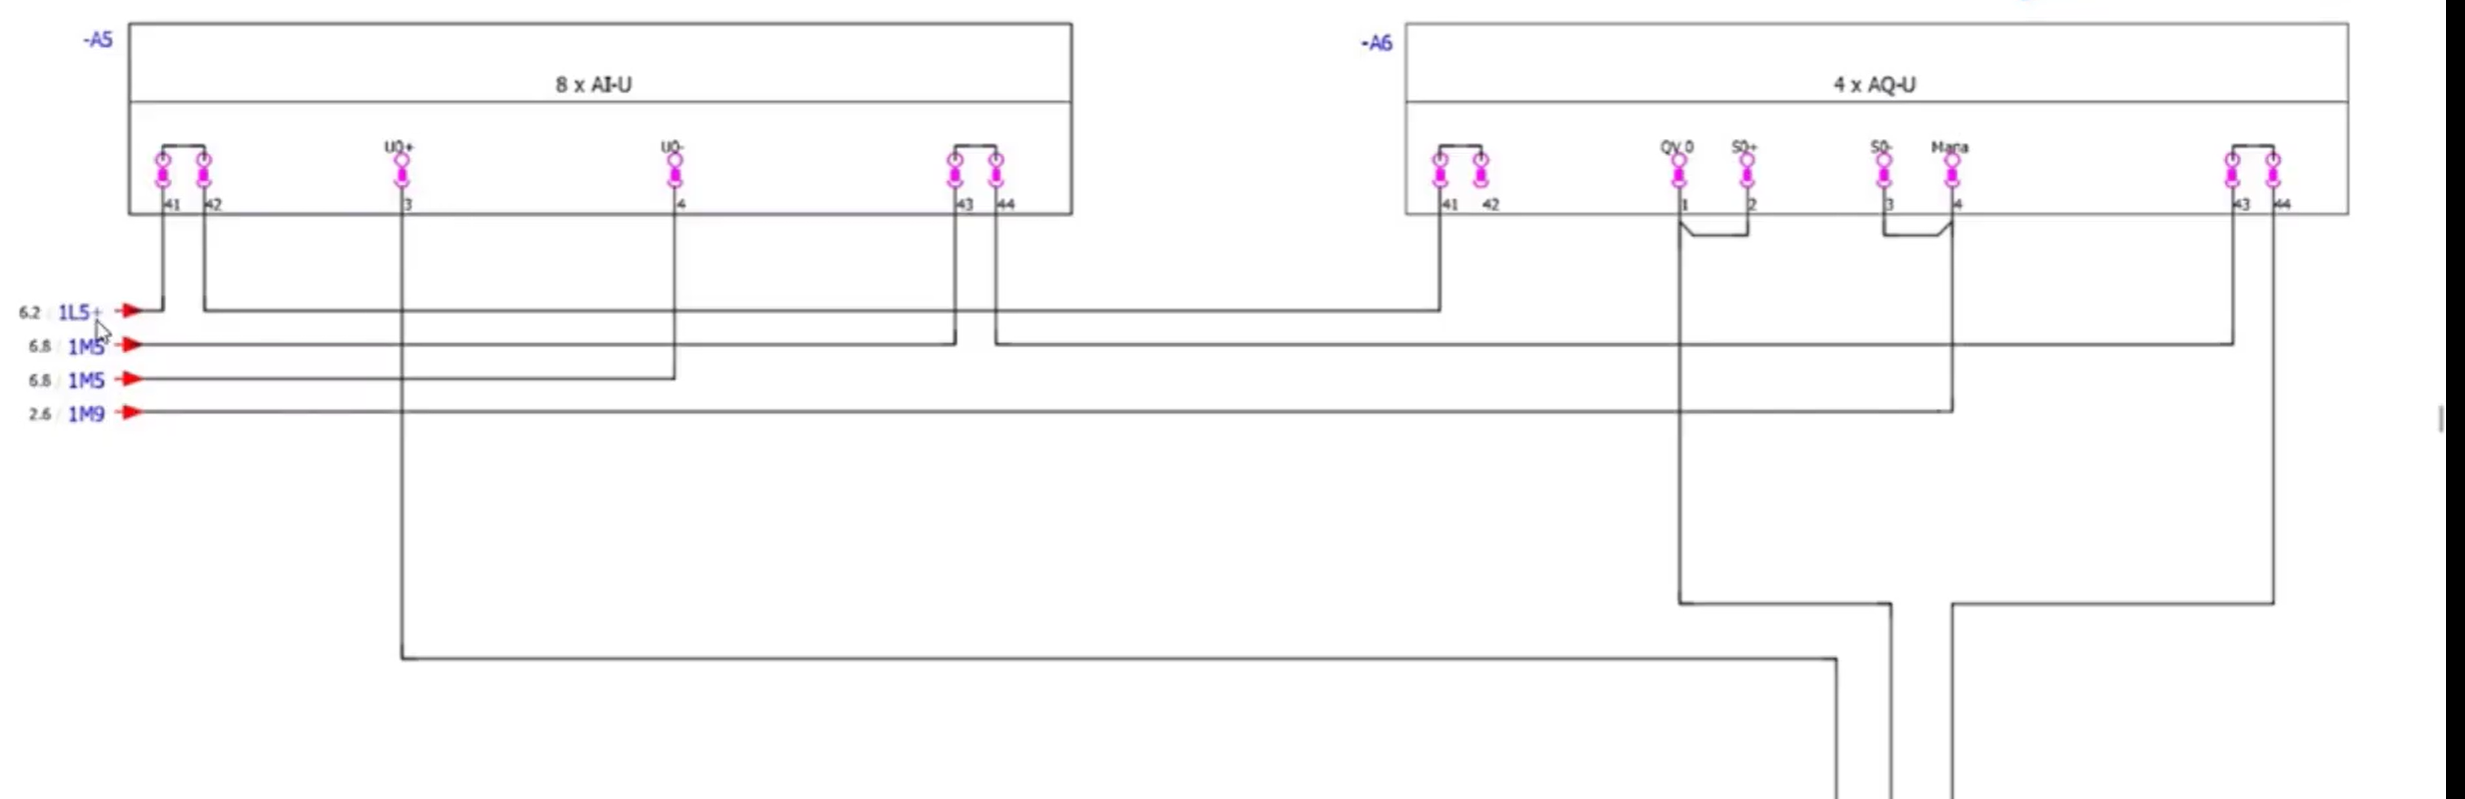 -A5
-A6
8 x AI-U
4 x AQ-U
U0+ U0- QV 0 S0+ S0- Mana
41 42 3 4 43 44 41 42 1 2 3 4 43 44
6.2 / 1L5+
6.8 / 1M5
6.8 / 1M5
2.6 / 1M9